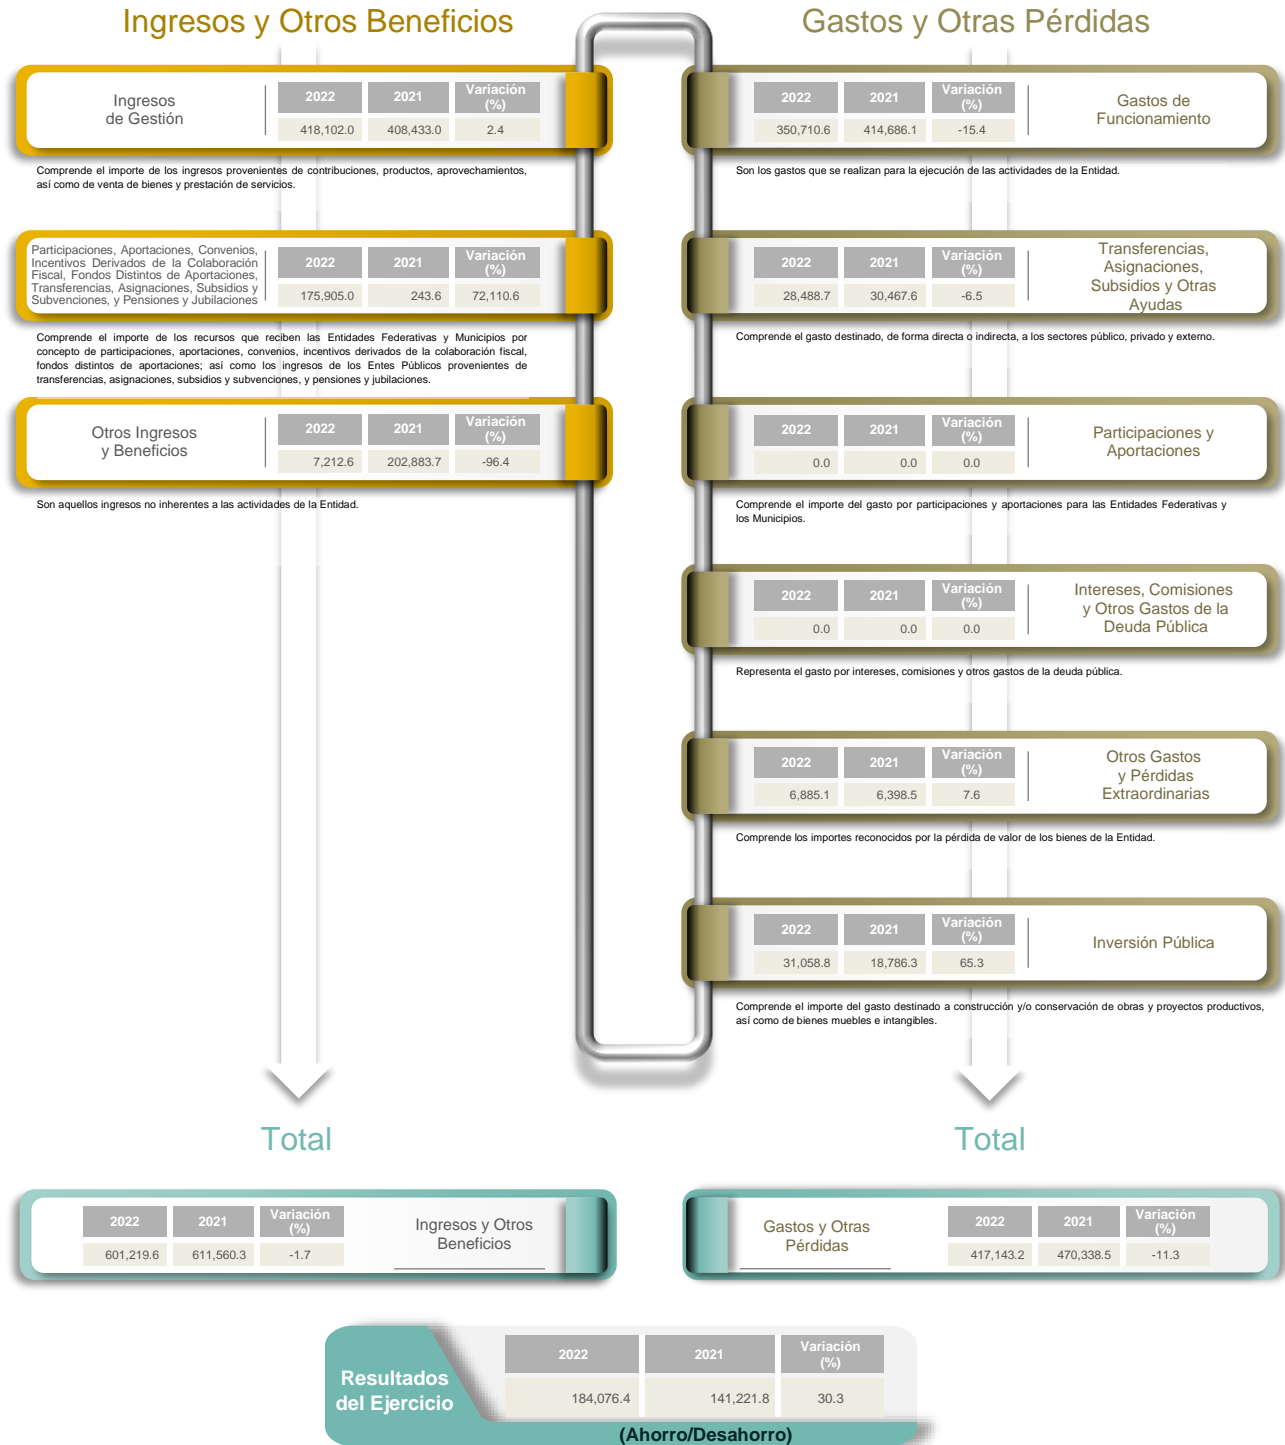 Ingresos y Otros Beneficios
Ingresos
de Gestión
2022 2021 Variación
(%)
418,102.0 408,433.0 2.4
Comprende el importe de los ingresos provenientes de contribuciones, productos, aprovechamientos,
así como de venta de bienes y prestación de servicios.
Participaciones, Aportaciones, Convenios,
Incentivos Derivados de la Colaboración
Fiscal, Fondos Distintos de Aportaciones,
Transferencias, Asignaciones, Subsidios y
Subvenciones, y Pensiones y Jubilaciones
2022 2021 Variación
(%)
175,905.0 243.6 72,110.6
Comprende el importe de los recursos que reciben las Entidades Federativas y Municipios por
concepto de participaciones, aportaciones, convenios, incentivos derivados de la colaboración fiscal,
fondos distintos de aportaciones; así como los ingresos de los Entes Públicos provenientes de
transferencias, asignaciones, subsidios y subvenciones, y pensiones y jubilaciones.
Otros Ingresos
y Beneficios
2022 2021 Variación
(%)
7,212.6 202,883.7 -96.4
Son aquellos ingresos no inherentes a las actividades de la Entidad.
Gastos y Otras Pérdidas
2022 2021 Variación
(%)
350,710.6 414,686.1 -15.4
Gastos de
Funcionamiento
Son los gastos que se realizan para la ejecución de las actividades de la Entidad.
2022 2021 Variación
(%)
28,488.7 30,467.6 -6.5
Transferencias,
Asignaciones,
Subsidios y Otras
Ayudas
Comprende el gasto destinado, de forma directa o indirecta, a los sectores público, privado y externo.
2022 2021 Variación
(%)
0.0 0.0 0.0
Participaciones y
Aportaciones
Comprende el importe del gasto por participaciones y aportaciones para las Entidades Federativas y
los Municipios.
2022 2021 Variación
(%)
0.0 0.0 0.0
Intereses, Comisiones
y Otros Gastos de la
Deuda Pública
Representa el gasto por intereses, comisiones y otros gastos de la deuda pública.
2022 2021 Variación
(%)
6,885.1 6,398.5 7.6
Otros Gastos
y Pérdidas
Extraordinarias
Comprende los importes reconocidos por la pérdida de valor de los bienes de la Entidad.
2022 2021 Variación
(%)
31,058.8 18,786.3 65.3
Inversión Pública
Comprende el importe del gasto destinado a construcción y/o conservación de obras y proyectos productivos,
así como de bienes muebles e intangibles.
Total
2022 2021 Variación
(%)
601,219.6 611,560.3 -1.7
Ingresos y Otros
Beneficios
Total
Gastos y Otras
Pérdidas
2022 2021 Variación
(%)
417,143.2 470,338.5 -11.3
Resultados
del Ejercicio
2022 2021 Variación
(%)
184,076.4 141,221.8 30.3
(Ahorro/Desahorro)